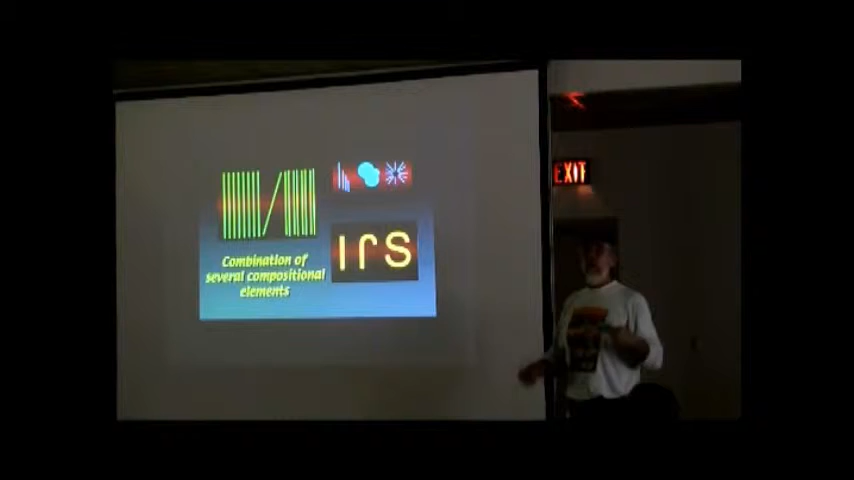 Combination of
several compositional
elements
IrS
EXIT